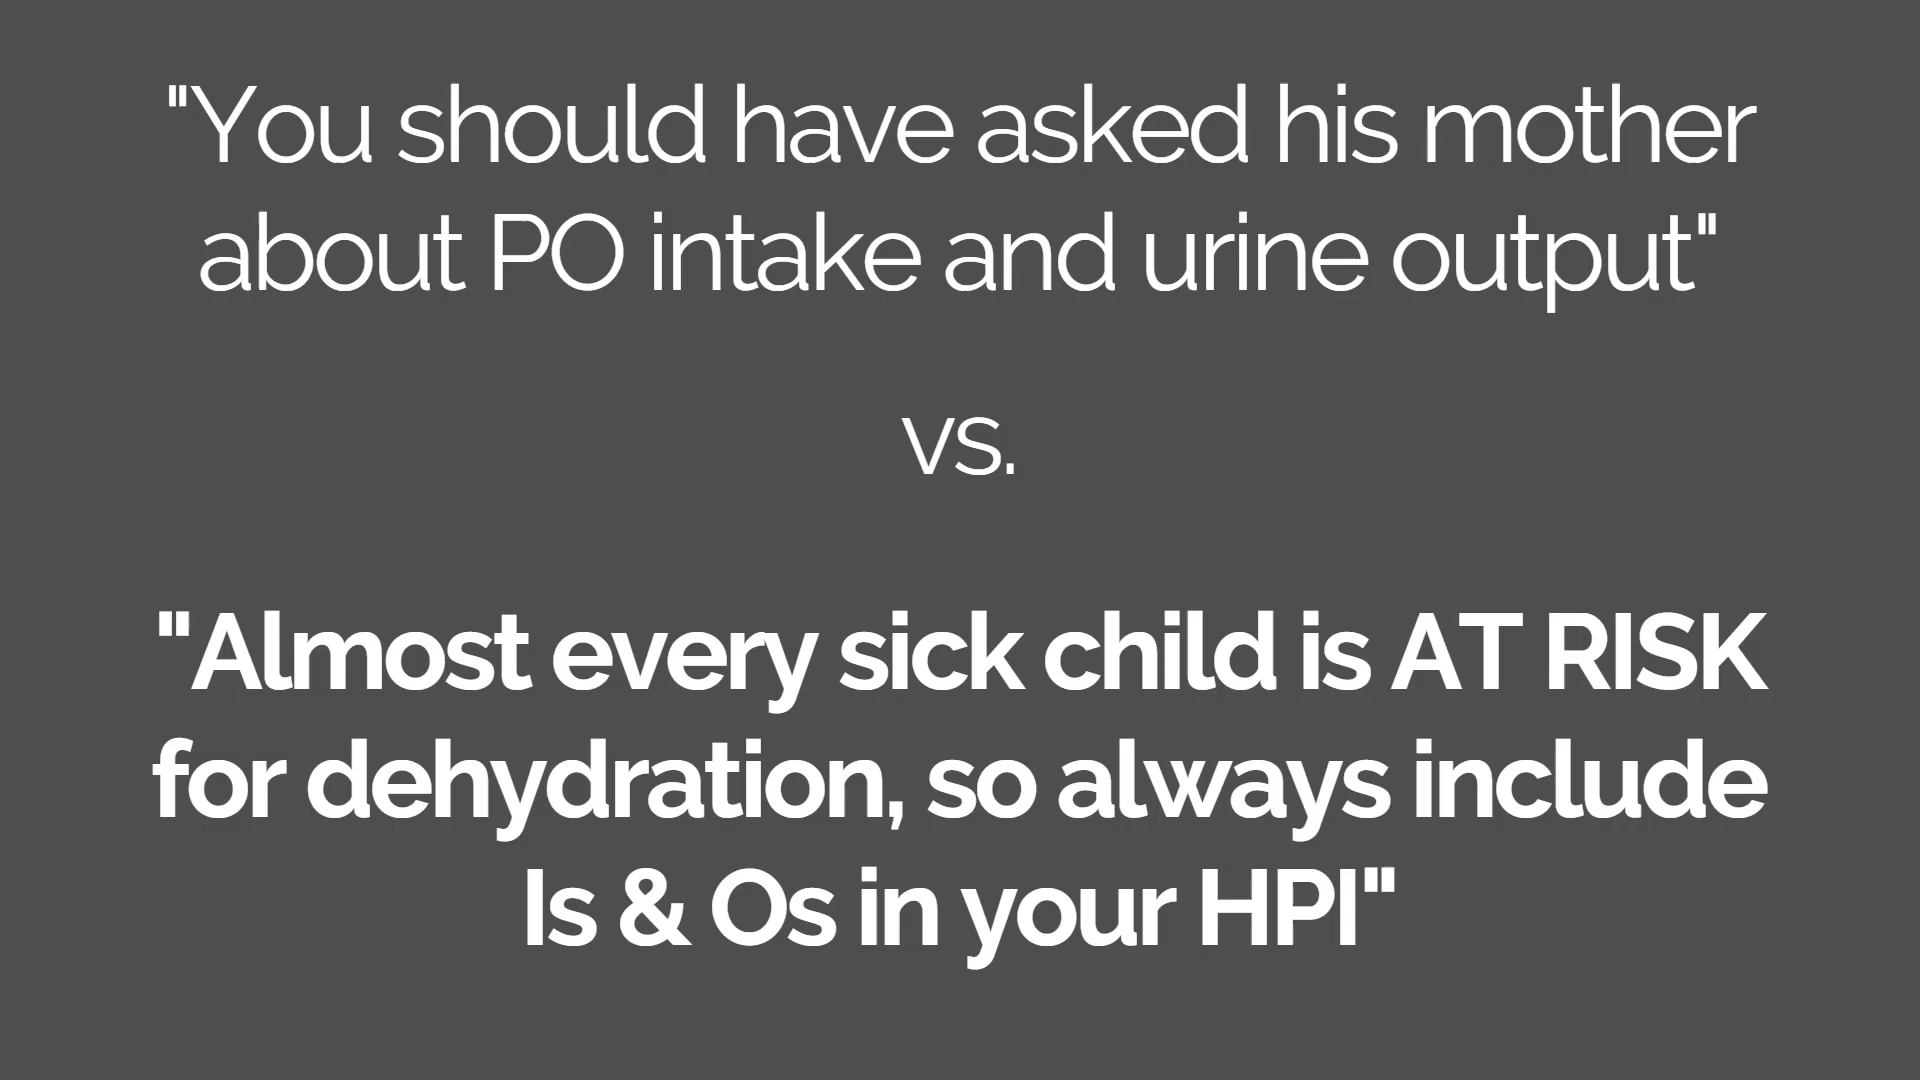 "You should have asked his mother
about PO intake and urine output"
vs.
"Almost every sick child is AT RISK
for dehydration, so always include
Is & Os in your HPI"